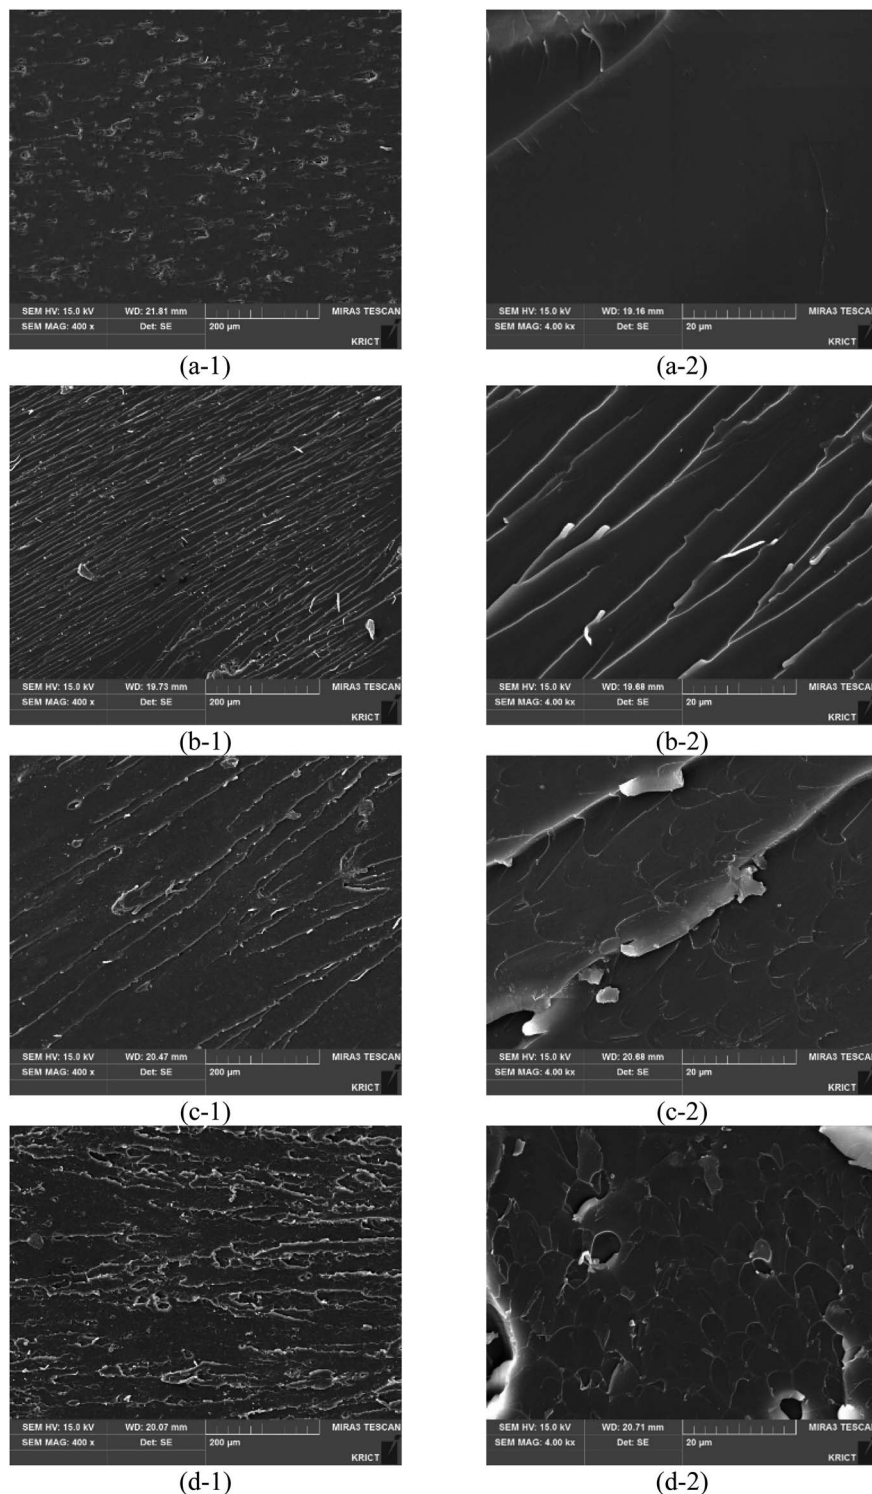 SEM HV: 15.0 kV WD: 21.81 mm MIRA3 TESCAN
SEM MAG: 400 x Det: SE 200 µm
KRICT
(a-1)
SEM HV: 15.0 kV WD: 19.16 mm MIRA3 TESCAN
SEM MAG: 4.00 kx Det: SE 20 µm
KRICT
(a-2)
SEM HV: 15.0 kV WD: 19.73 mm MIRA3 TESCAN
SEM MAG: 400 x Det: SE 200 µm
KRICT
(b-1)
SEM HV: 15.0 kV WD: 19.68 mm MIRA3 TESCAN
SEM MAG: 4.00 kx Det: SE 20 µm
KRICT
(b-2)
SEM HV: 15.0 kV WD: 20.47 mm MIRA3 TESCAN
SEM MAG: 400 x Det: SE 200 µm
KRICT
(c-1)
SEM HV: 15.0 kV WD: 20.68 mm MIRA3 TESCAN
SEM MAG: 4.00 kx Det: SE 20 µm
KRICT
(c-2)
SEM HV: 15.0 kV WD: 20.07 mm MIRA3 TESCAN
SEM MAG: 400 x Det: SE 200 µm
KRICT
(d-1)
SEM HV: 15.0 kV WD: 20.71 mm MIRA3 TESCAN
SEM MAG: 4.00 kx Det: SE 20 µm
KRICT
(d-2)